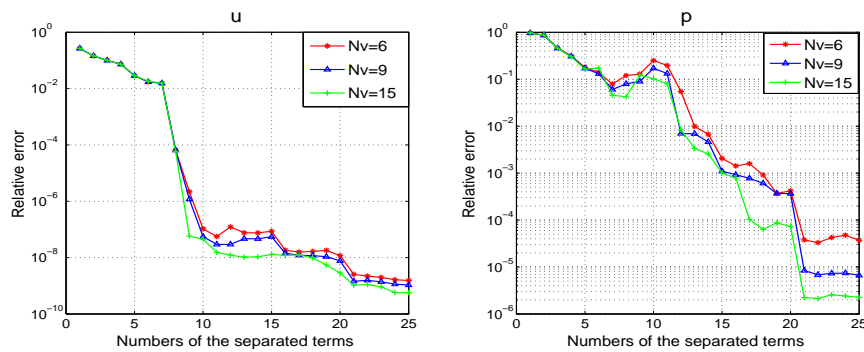 u
10^0
10^-2
10^-4
10^-6
10^-8
10^-10
Relative error
0 5 10 15 20 25
Numbers of the separated terms
Nv=6
Nv=9
Nv=15
p
10^0
10^-1
10^-2
10^-3
10^-4
10^-5
10^-6
Relative error
0 5 10 15 20 25
Numbers of the separated terms
Nv=6
Nv=9
Nv=15